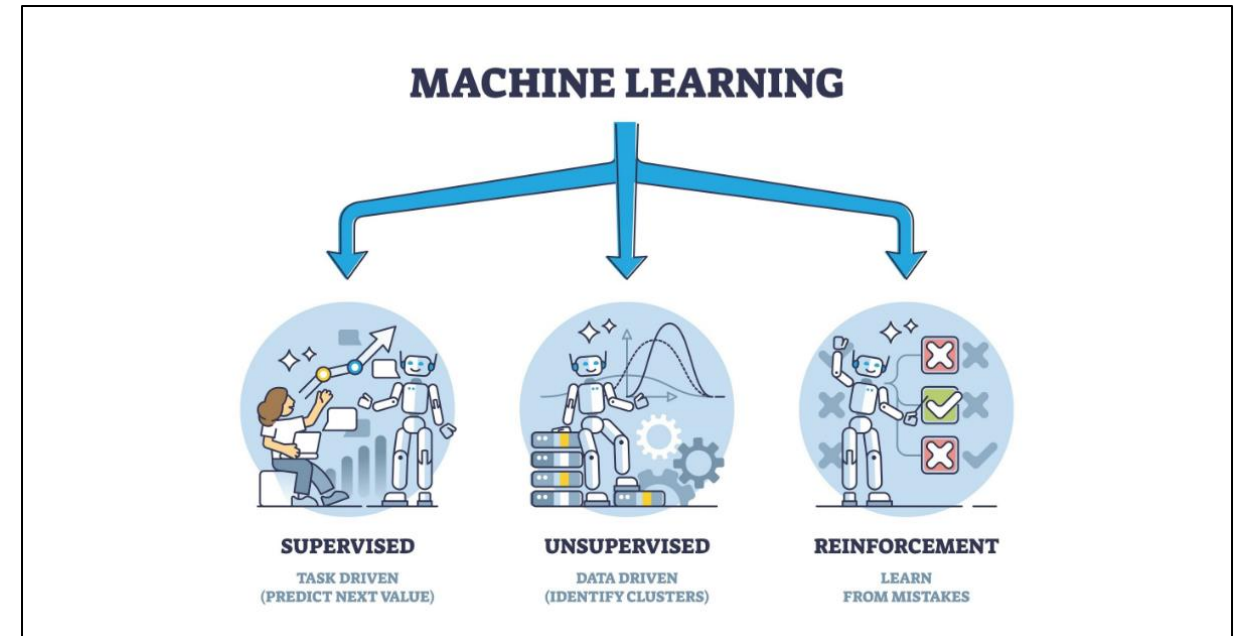 MACHINE LEARNING
SUPERVISED
TASK DRIVEN
(PREDICT NEXT VALUE)
UNSUPERVISED
DATA DRIVEN
(IDENTIFY CLUSTERS)
REINFORCEMENT
LEARN
FROM MISTAKES